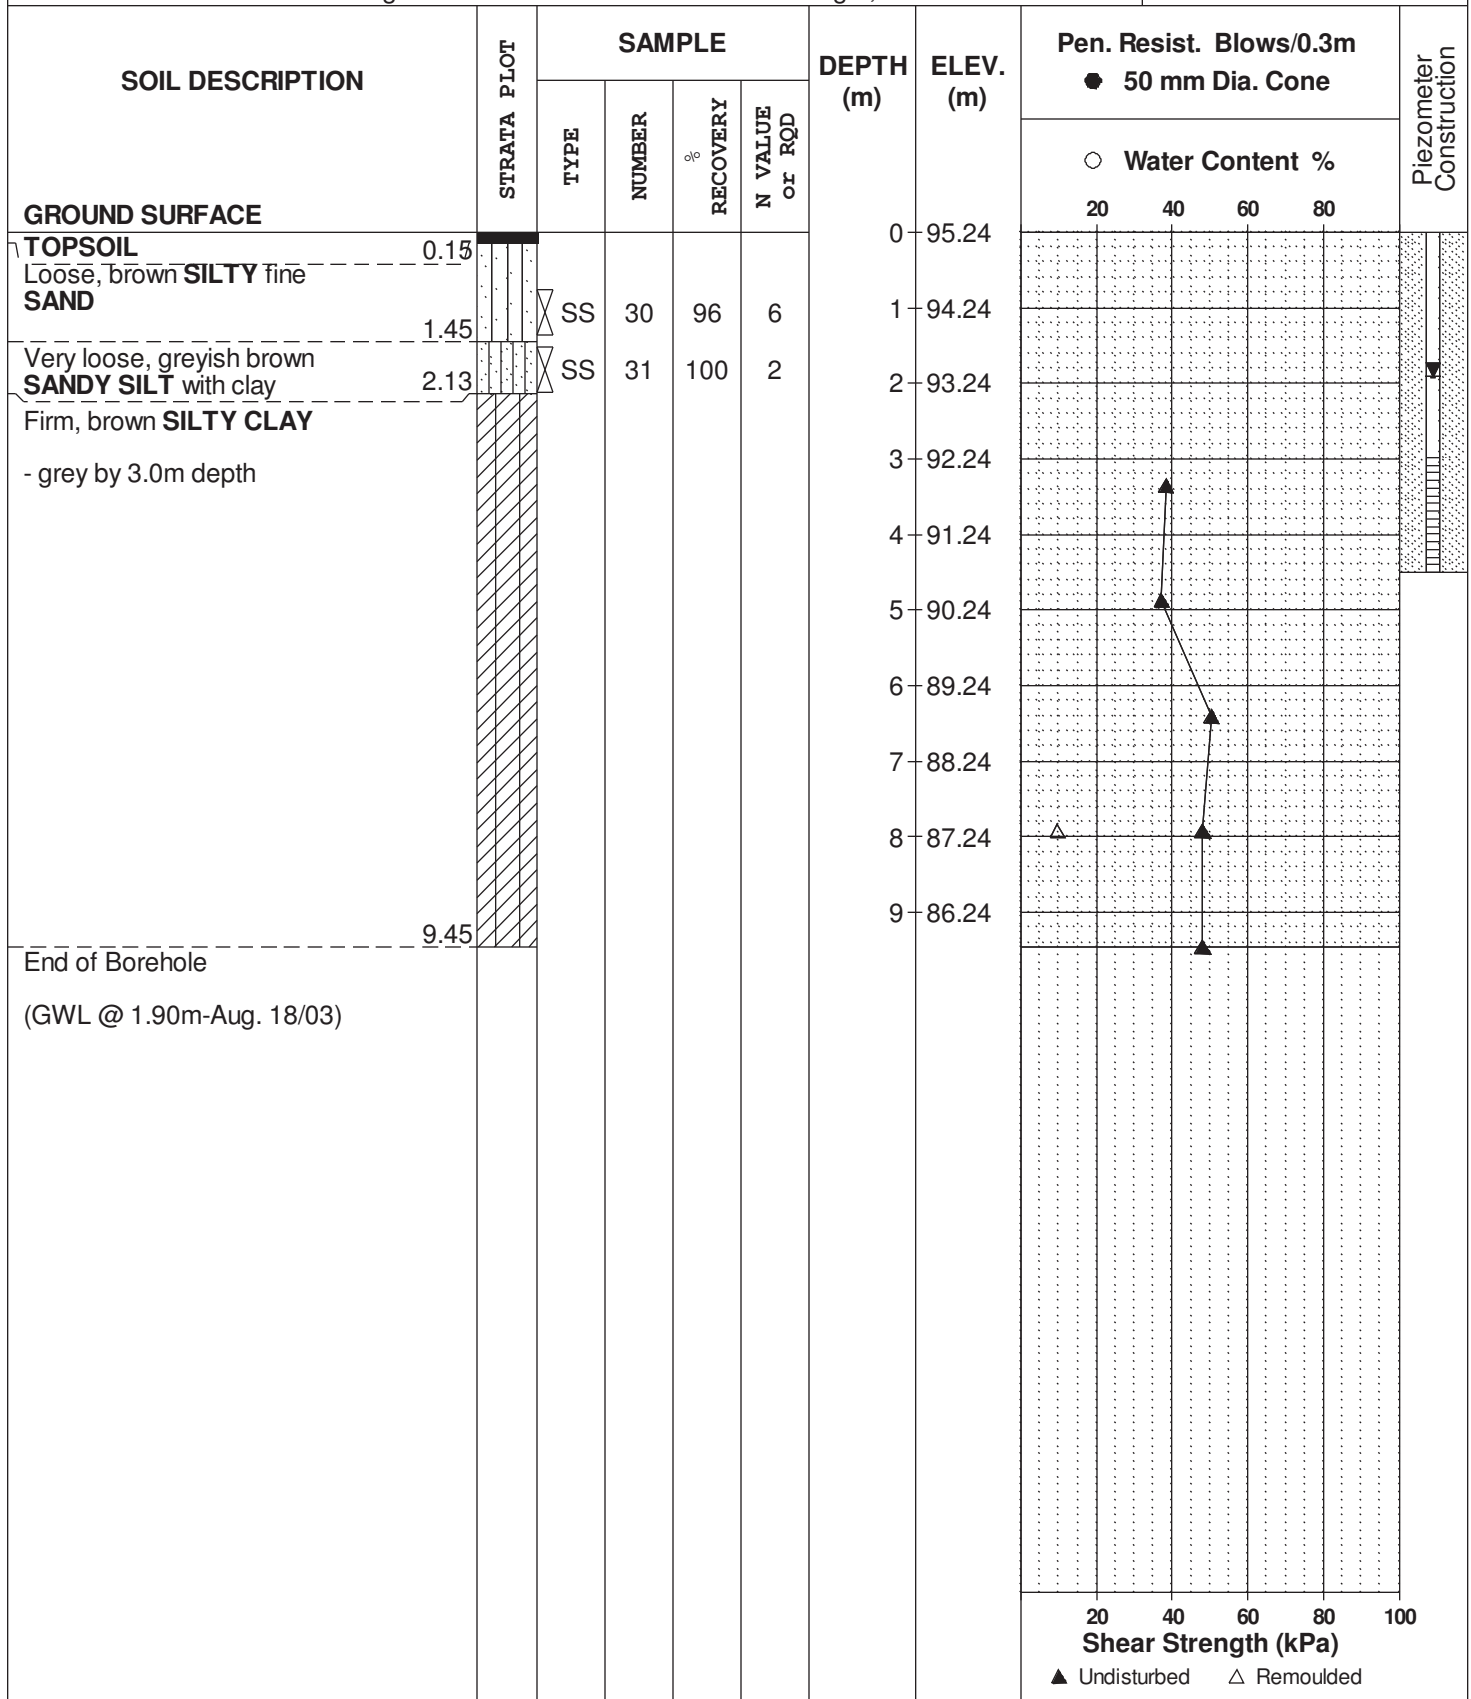 SOIL DESCRIPTION
STRATA PLOT
SAMPLE
TYPE
NUMBER
% RECOVERY
N VALUE or RQD
DEPTH (m)
ELEV. (m)
Pen. Resist. Blows/0.3m
● 50 mm Dia. Cone
○ Water Content %
20 40 60 80
Piezometer Construction
GROUND SURFACE
0 95.24
TOPSOIL 0.15
Loose, brown SILTY fine
SAND
1.45
SS 30 96 6
1 94.24
Very loose, greyish brown
SANDY SILT with clay 2.13
SS 31 100 2
2 93.24
Firm, brown SILTY CLAY
- grey by 3.0m depth
3 92.24
4 91.24
5 90.24
6 89.24
7 88.24
8 87.24
9 86.24
9.45
End of Borehole
(GWL @ 1.90m-Aug. 18/03)
20 40 60 80 100
Shear Strength (kPa)
▲ Undisturbed △ Remoulded